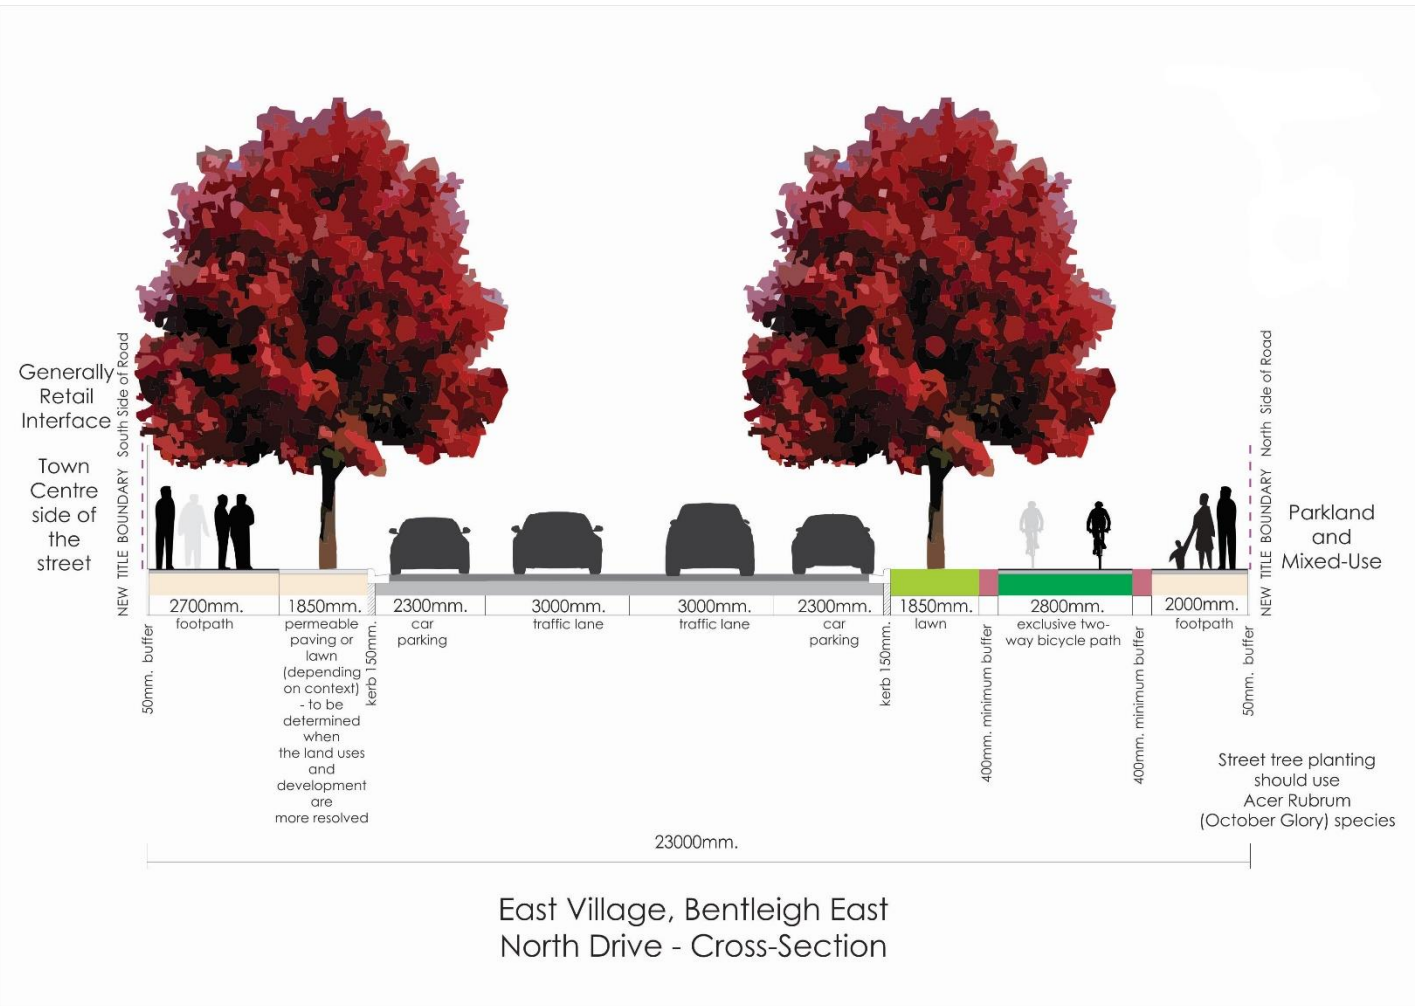 Generally
Retail
Interface
Town
Centre
side of
the
street
NEW TITLE BOUNDARY South Side of Road
NEW TITLE BOUNDARY North Side of Road
Parkland
and
Mixed-Use
2700mm.
footpath
1850mm.
permeable
paving or
lawn
(depending
on context)
- to be
determined
when
the land uses
and
development
are
more resolved
2300mm.
car
parking
3000mm.
traffic lane
3000mm.
traffic lane
2300mm.
car
parking
1850mm.
lawn
2800mm.
exclusive two-
way bicycle path
2000mm.
footpath
50mm. buffer
kerb 150mm.
kerb 150mm.
400mm. minimum buffer
400mm. minimum buffer
50mm. buffer
Street tree planting
should use
Acer Rubrum
(October Glory) species
23000mm.
East Village, Bentleigh East
North Drive - Cross-Section